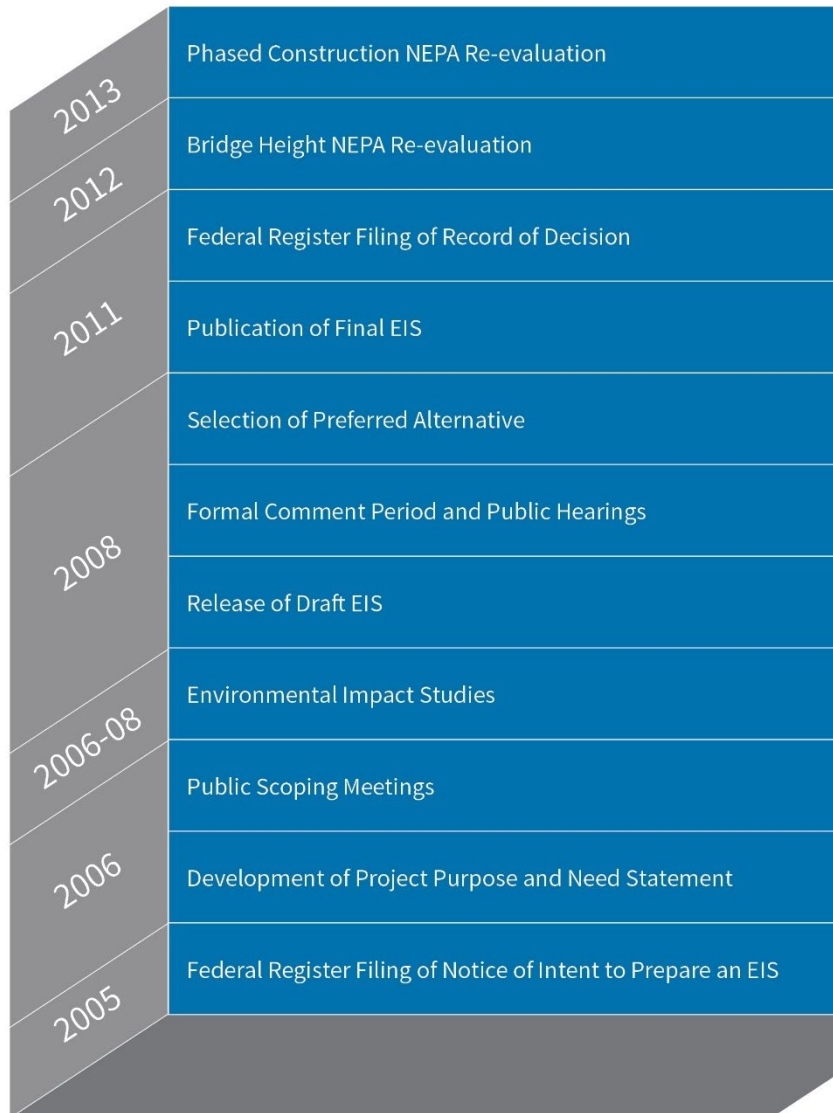 2013
Phased Construction NEPA Re-evaluation
2012
Bridge Height NEPA Re-evaluation
2011
Federal Register Filing of Record of Decision
Publication of Final EIS
2008
Selection of Preferred Alternative
Formal Comment Period and Public Hearings
Release of Draft EIS
2006-08
Environmental Impact Studies
2006
Public Scoping Meetings
Development of Project Purpose and Need Statement
2005
Federal Register Filing of Notice of Intent to Prepare an EIS